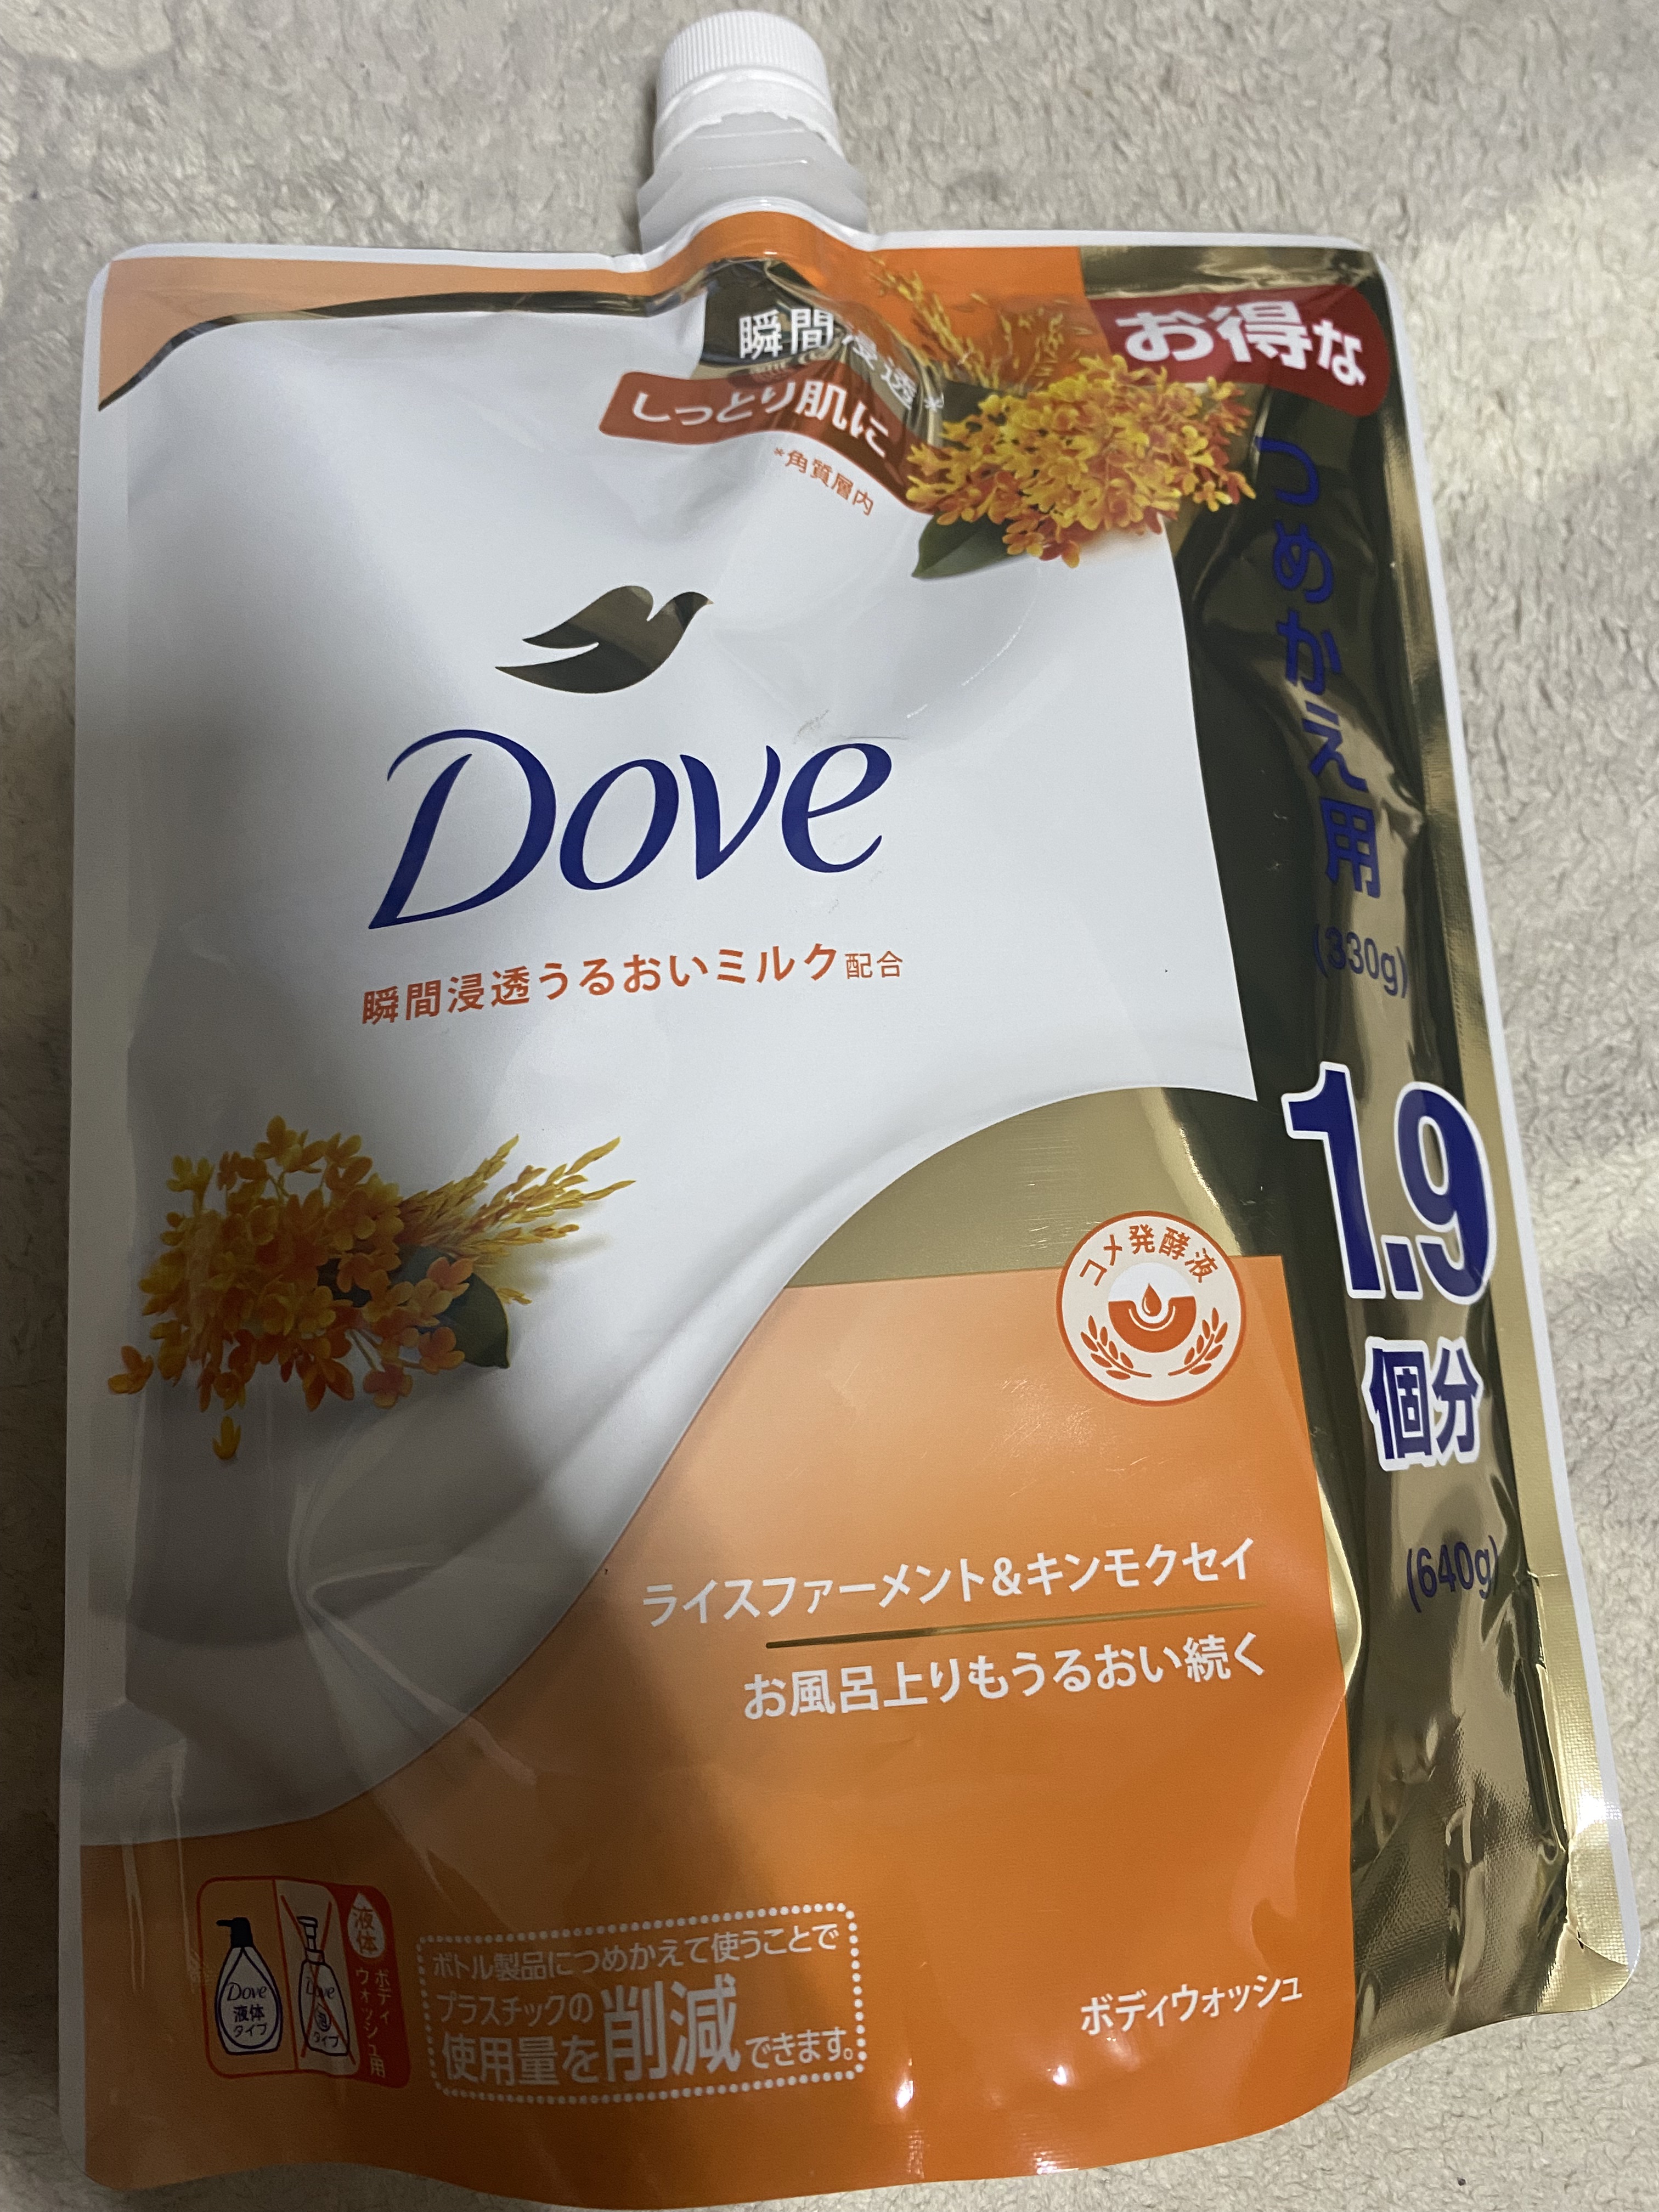 瞬間浸透*
しっとり肌に
*角質層内
お得な
つめかえ用
(330g)
1.9
個分
(640g)
Dove
瞬間浸透うるおいミルク配合
コメ発酵液
ライスファーメント&キンモクセイ
お風呂上りもうるおい続く
Dove
液体
タイプ
Dove
泡
タイプ
液体
ボディ
ウォッシュ用
ボトル製品につめかえて使うことで
プラスチックの
使用量を削減できます。
ボディウォッシュ